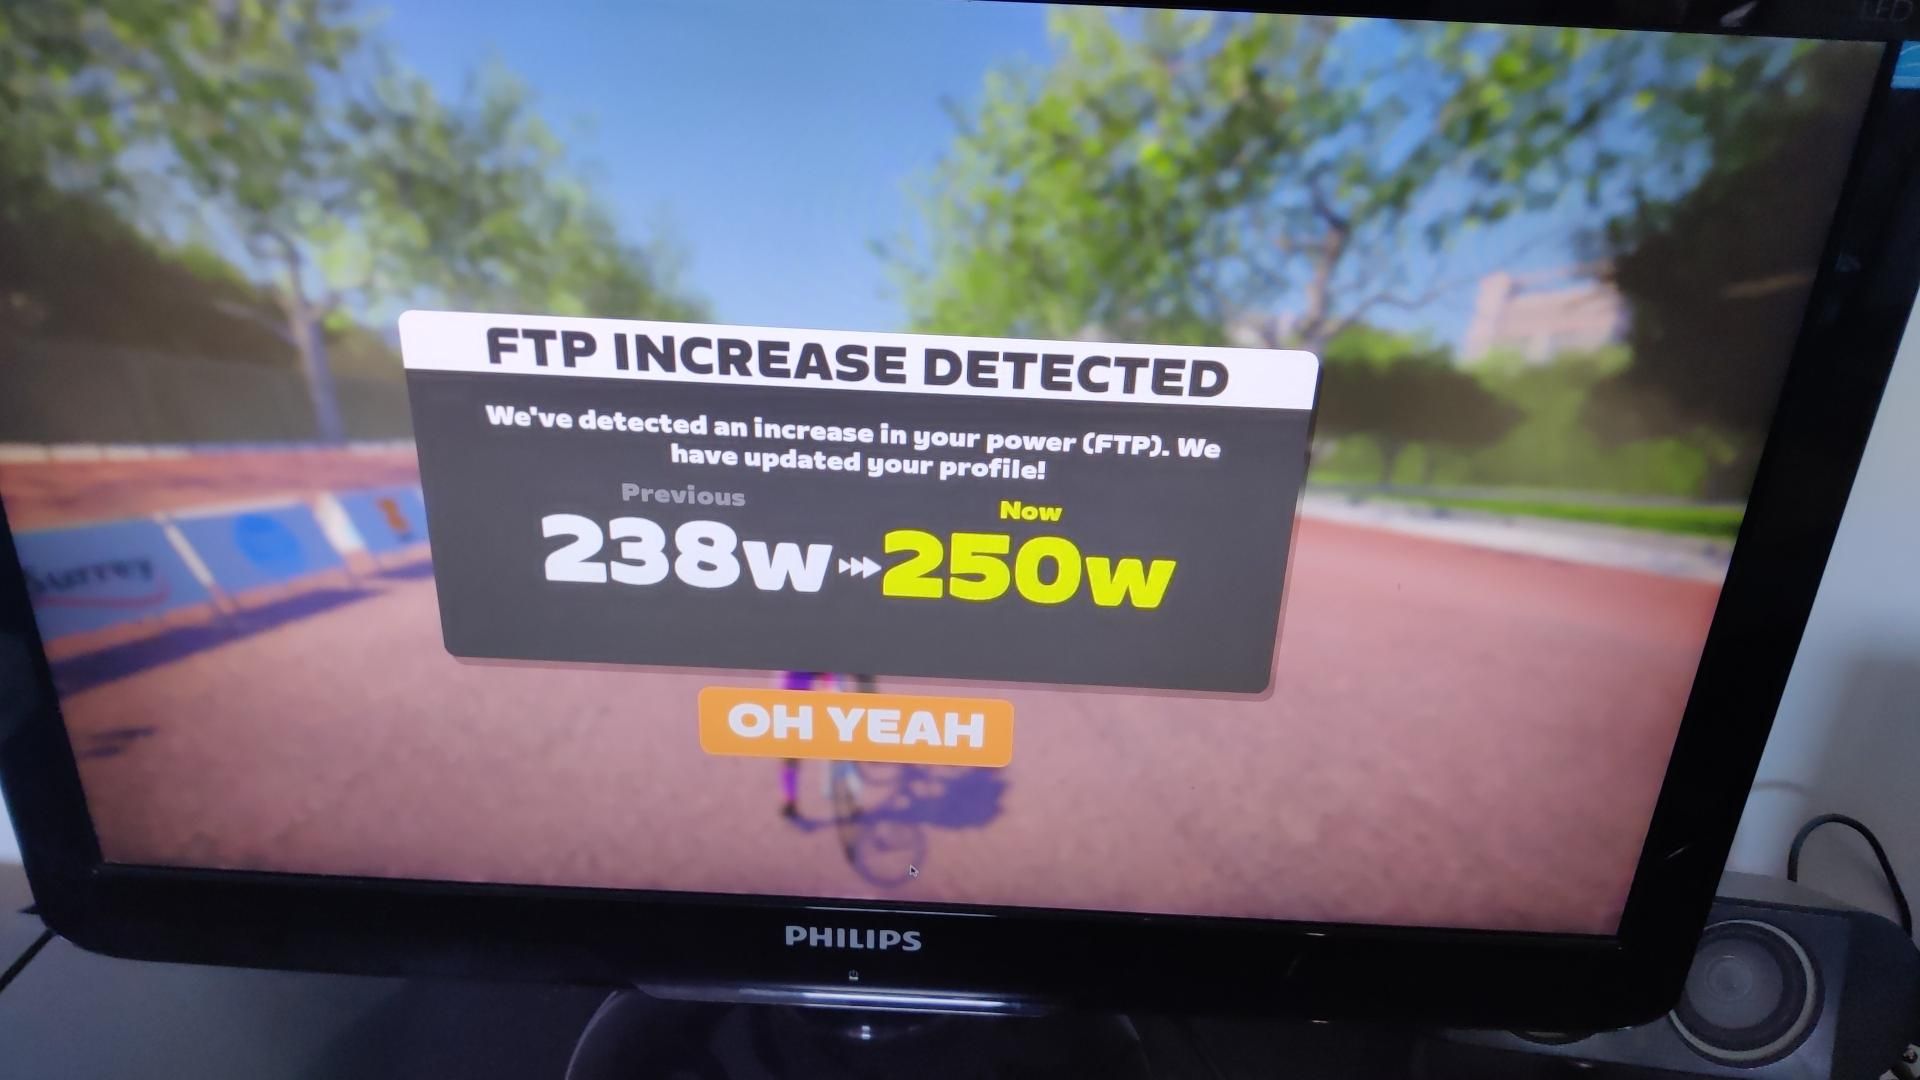 LED
FTP INCREASE DETECTED
We've detected an increase in your power (FTP). We
have updated your profile!
Previous
Now
238w
250w
OH YEAH
Surrey
PHILIPS